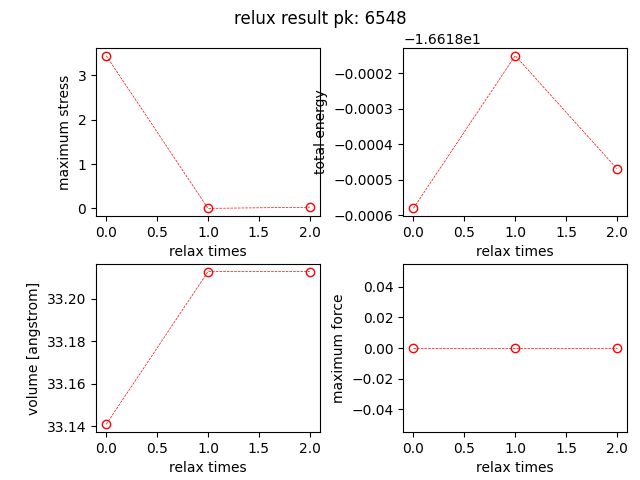 relux result pk: 6548
−1.6618e1
maximum stress
3
2
1
0
0.0 0.5 1.0 1.5 2.0
relax times
total energy
−0.0002
−0.0003
−0.0004
−0.0005
−0.0006
0.0 0.5 1.0 1.5 2.0
relax times
volume [angstrom]
33.20
33.18
33.16
33.14
0.0 0.5 1.0 1.5 2.0
relax times
maximum force
0.04
0.02
0.00
−0.02
−0.04
0.0 0.5 1.0 1.5 2.0
relax times